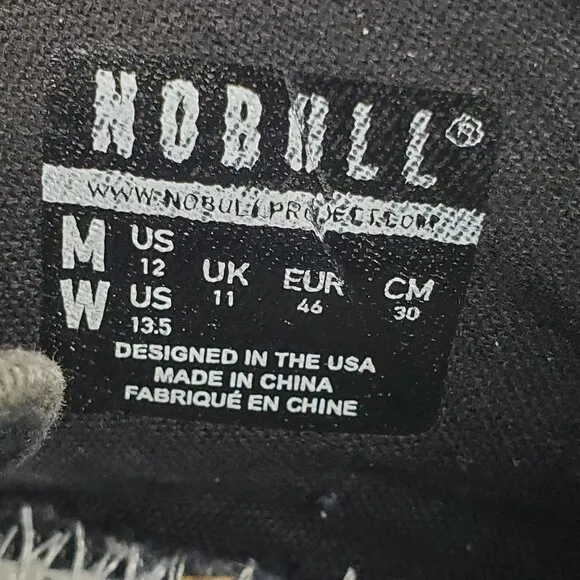 NOBULL®
WWW.NOBULLPROJECT.COM
M US 12
W US 13.5
UK 11
EUR 46
CM 30
DESIGNED IN THE USA
MADE IN CHINA
FABRIQUÉ EN CHINE